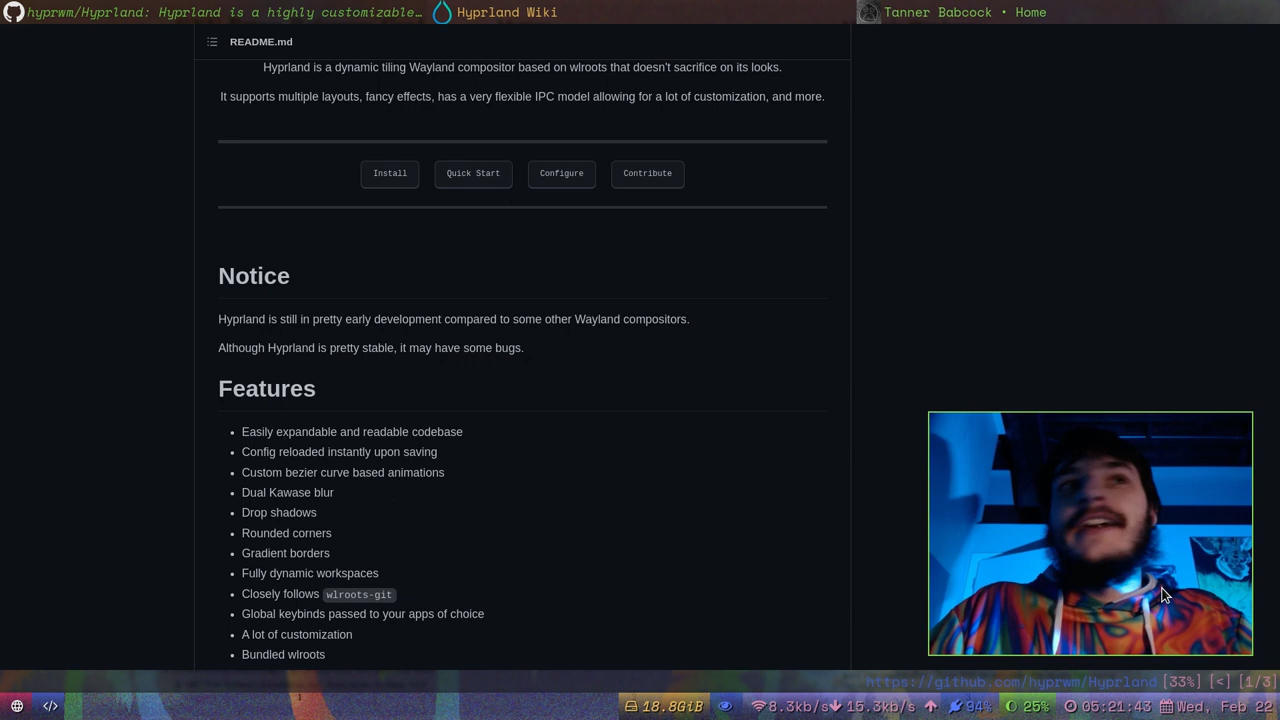 hyprwm/Hyprland: Hyprland is a highly customizable…
Hyprland Wiki
Tanner Babcock • Home
README.md
Hyprland is a dynamic tiling Wayland compositor based on wlroots that doesn't sacrifice on its looks.
It supports multiple layouts, fancy effects, has a very flexible IPC model allowing for a lot of customization, and more.
Install
Quick Start
Configure
Contribute
Notice
Hyprland is still in pretty early development compared to some other Wayland compositors.
Although Hyprland is pretty stable, it may have some bugs.
Features
Easily expandable and readable codebase
Config reloaded instantly upon saving
Custom bezier curve based animations
Dual Kawase blur
Drop shadows
Rounded corners
Gradient borders
Fully dynamic workspaces
Closely follows wlroots-git
Global keybinds passed to your apps of choice
A lot of customization
Bundled wlroots
https://github.com/hyprwm/Hyprland [33%] [<] [1/3]
18.8GiB 8.3kb/s 15.3kb/s 94% 25% 05:21:43 Wed, Feb 22